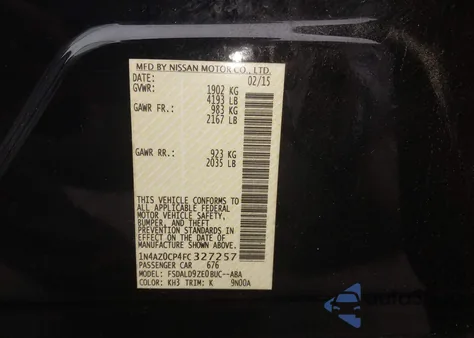 MFD BY NISSAN MOTOR CO., LTD.
DATE: 02/15
GVWR: 1902 KG
4193 LB
GAWR FR.: 983 KG
2167 LB
GAWR RR.: 923 KG
2035 LB
THIS VEHICLE CONFORMS TO
ALL APPLICABLE FEDERAL
MOTOR VEHICLE SAFETY,
BUMPER, AND THEFT
PREVENTION STANDARDS IN
EFFECT ON THE DATE OF
MANUFACTURE SHOWN ABOVE.
1N4AZ0CP4FC327257
PASSENGER CAR 676
MODEL: FSDALD9ZE0BUC--ABA
COLOR: KH3 TRIM: K 9N00A